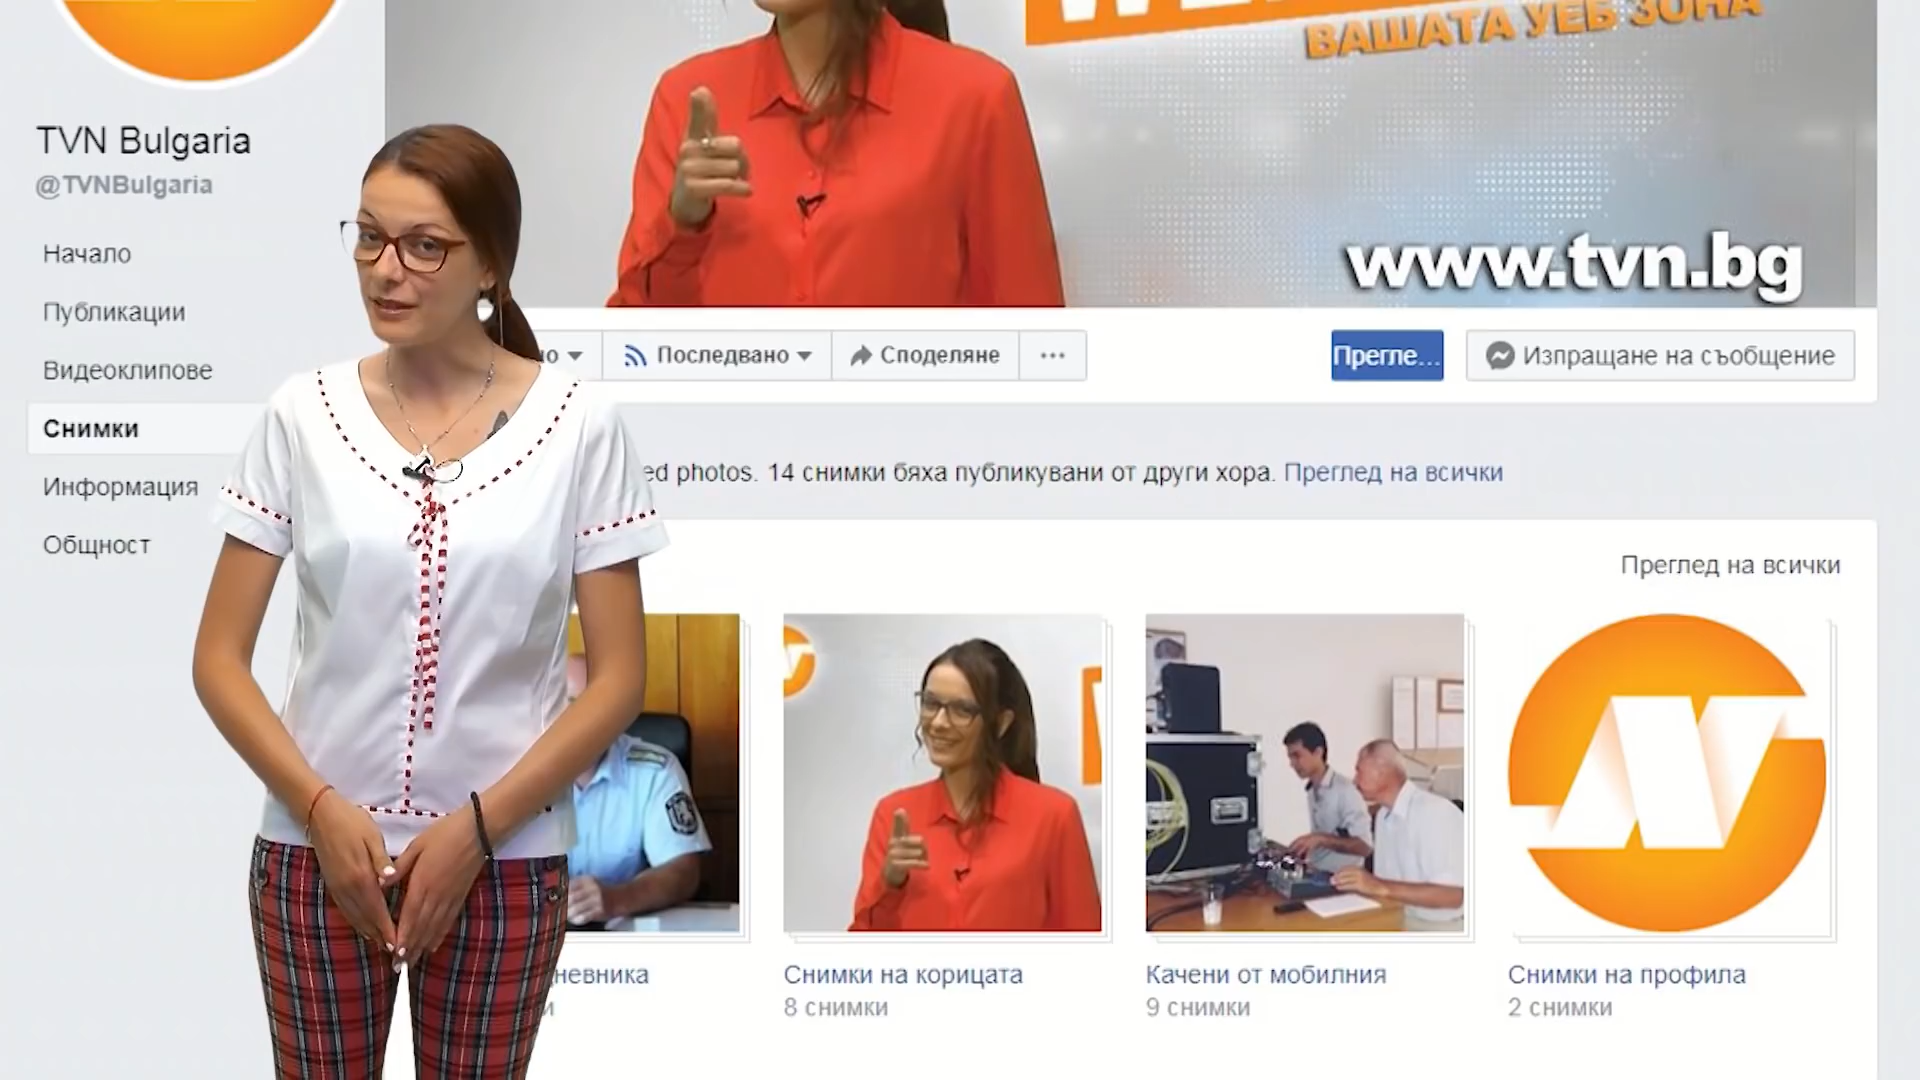 ВАШАТА УЕБ ЗОНА
www.tvn.bg
TVN Bulgaria
@TVNBulgaria
Начало
Публикации
Видеоклипове
Снимки
Информация
Общност
Последвано
Споделяне
Прегле...
Изпращане на съобщение
photos. 14 снимки бяха публикувани от други хора. Преглед на всички
Преглед на всички
Снимки на корицата
8 снимки
Качени от мобилния
9 снимки
Снимки на профила
2 снимки